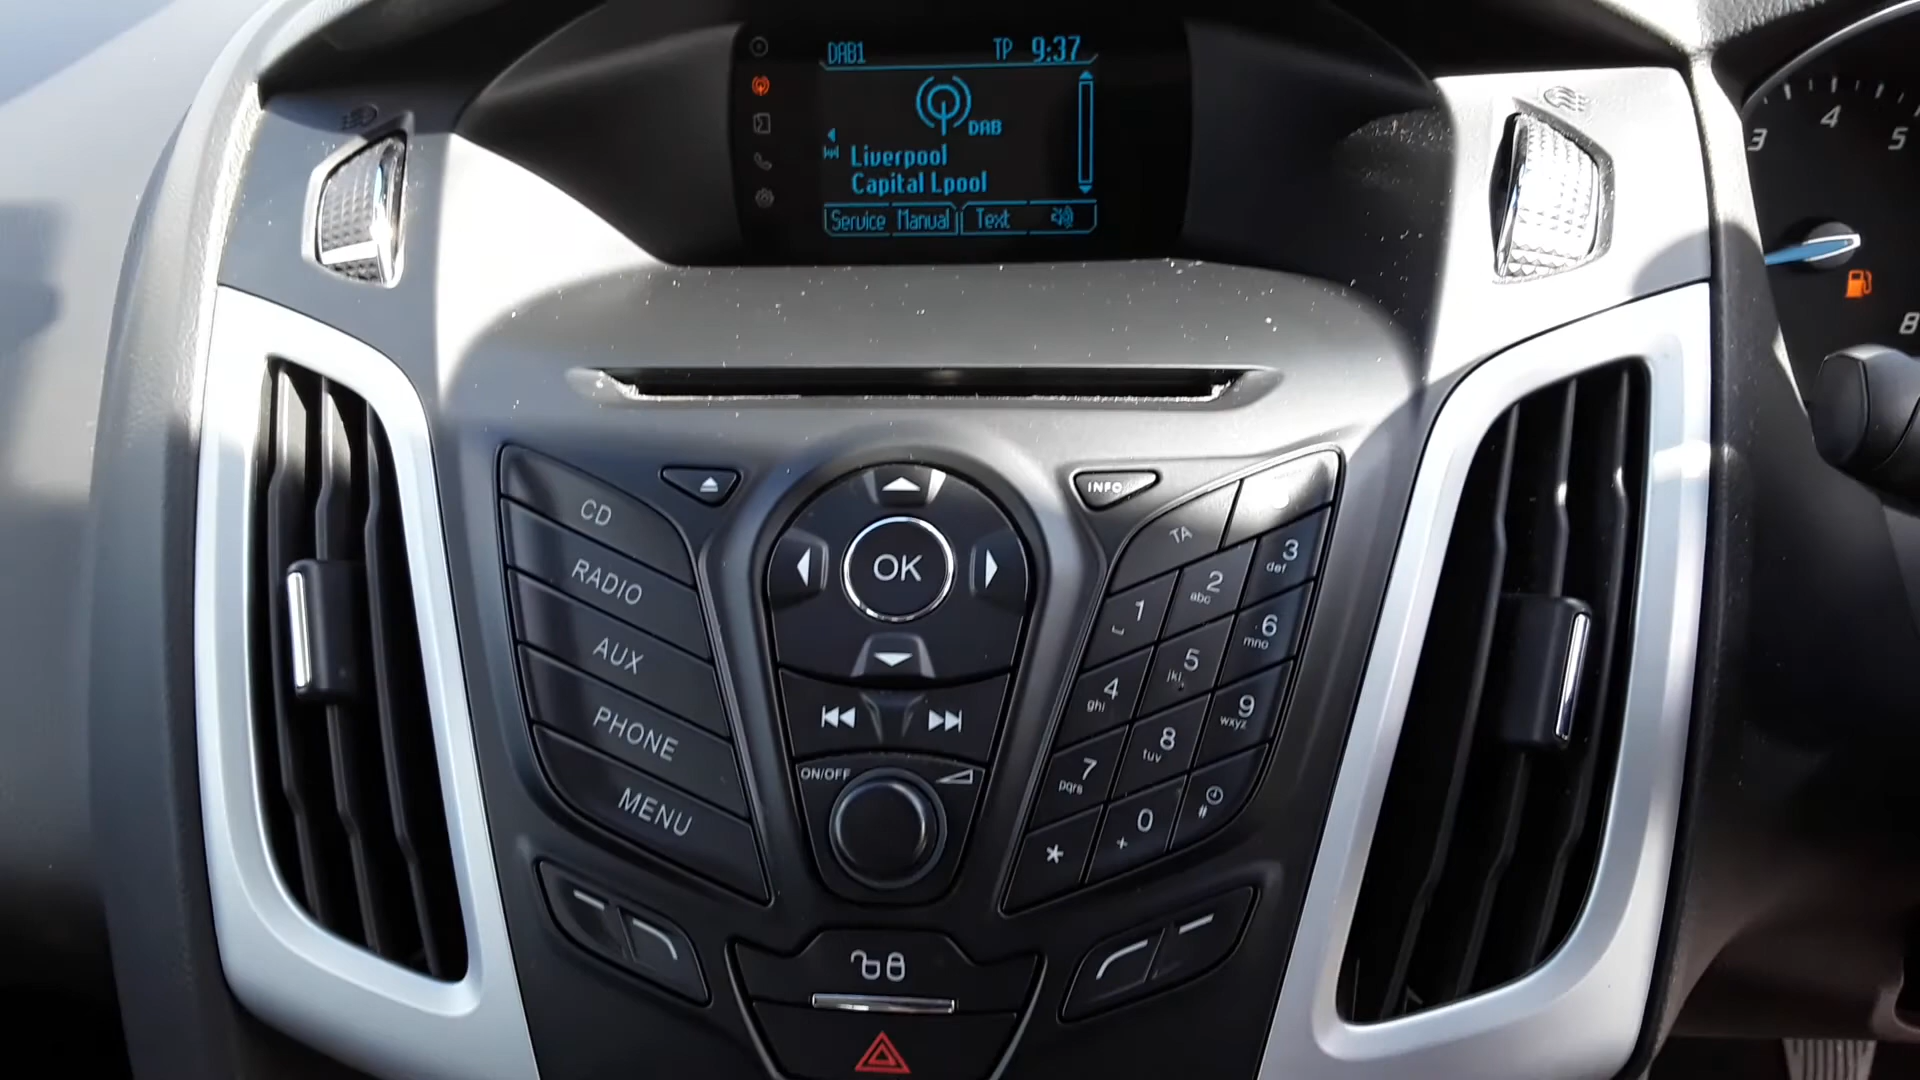 DAB1 TP 9:37
DAB
Liverpool
Capital Lpool
Service Manual Text
3 4 5
8
CD
RADIO
AUX
PHONE
MENU
OK
ON/OFF
INFO
TA
1
2 abc
3 def
4 ghi
5 jkl
6 mno
7 pqrs
8 tuv
9 wxyz
*
0 +
#